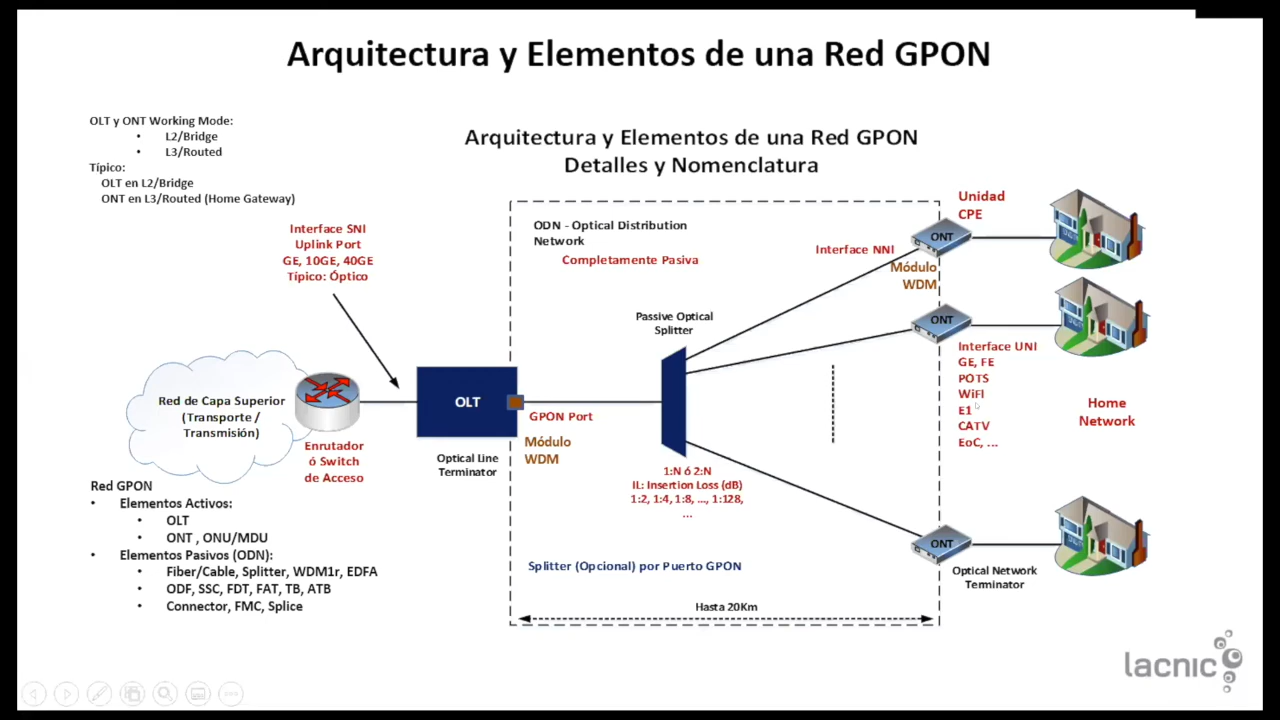 Arquitectura y Elementos de una Red GPON
OLT y ONT Working Mode:
• L2/Bridge
• L3/Routed
Típico:
OLT en L2/Bridge
ONT en L3/Routed (Home Gateway)
Arquitectura y Elementos de una Red GPON
Detalles y Nomenclatura
Interface SNI
Uplink Port
GE, 10GE, 40GE
Típico: Óptico
ODN - Optical Distribution
Network
Completamente Pasiva
Interface NNI
Unidad
CPE
ONT
Módulo
WDM
Passive Optical
Splitter
ONT
Interface UNI
GE, FE
POTS
WiFI
E1
CATV
EoC, ...
Home
Network
Red de Capa Superior
(Transporte /
Transmisión)
Enrutador
ó Switch
de Acceso
OLT
GPON Port
Módulo
WDM
Optical Line
Terminator
1:N ó 2:N
IL: Insertion Loss (dB)
1:2, 1:4, 1:8, ..., 1:128,
...
ONT
Optical Network
Terminator
Splitter (Opcional) por Puerto GPON
Hasta 20Km
Red GPON
• Elementos Activos:
• OLT
• ONT , ONU/MDU
• Elementos Pasivos (ODN):
• Fiber/Cable, Splitter, WDM1r, EDFA
• ODF, SSC, FDT, FAT, TB, ATB
• Connector, FMC, Splice
lacnic